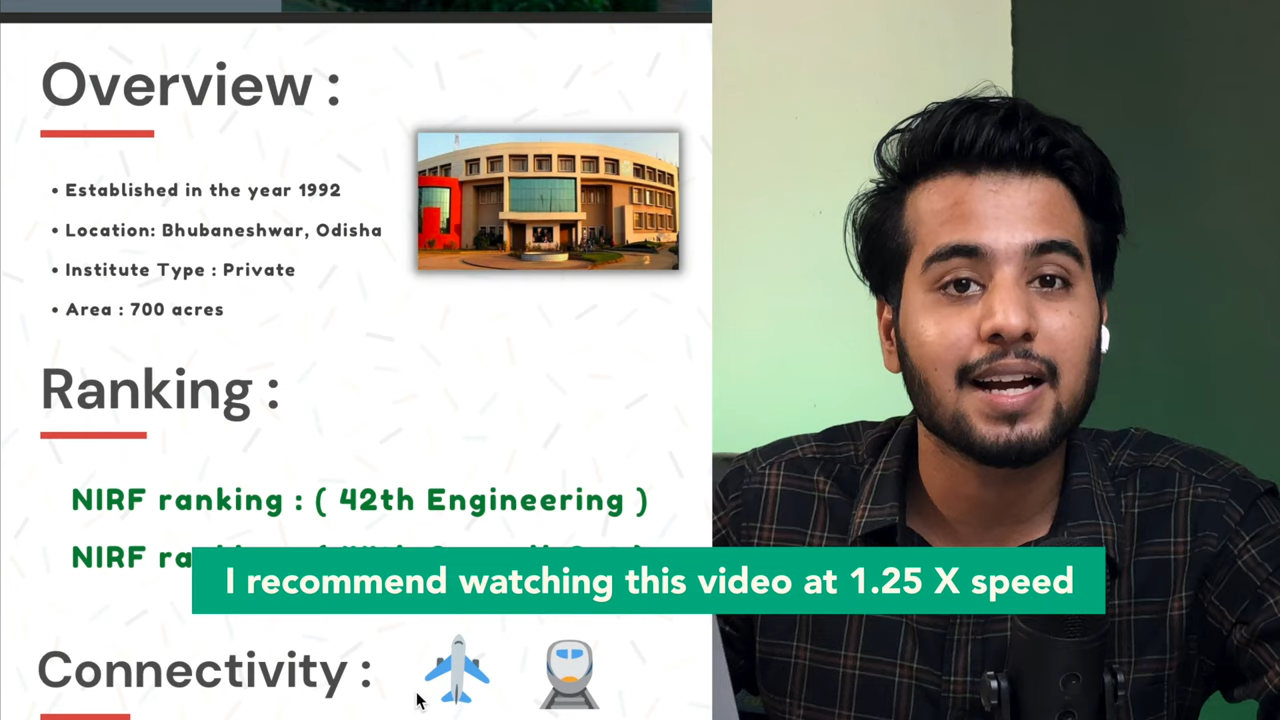 Overview :
• Established in the year 1992
• Location: Bhubaneshwar, Odisha
• Institute Type : Private
• Area : 700 acres
Ranking :
NIRF ranking : ( 42th Engineering )
NIRF ra
I recommend watching this video at 1.25 X speed
Connectivity :